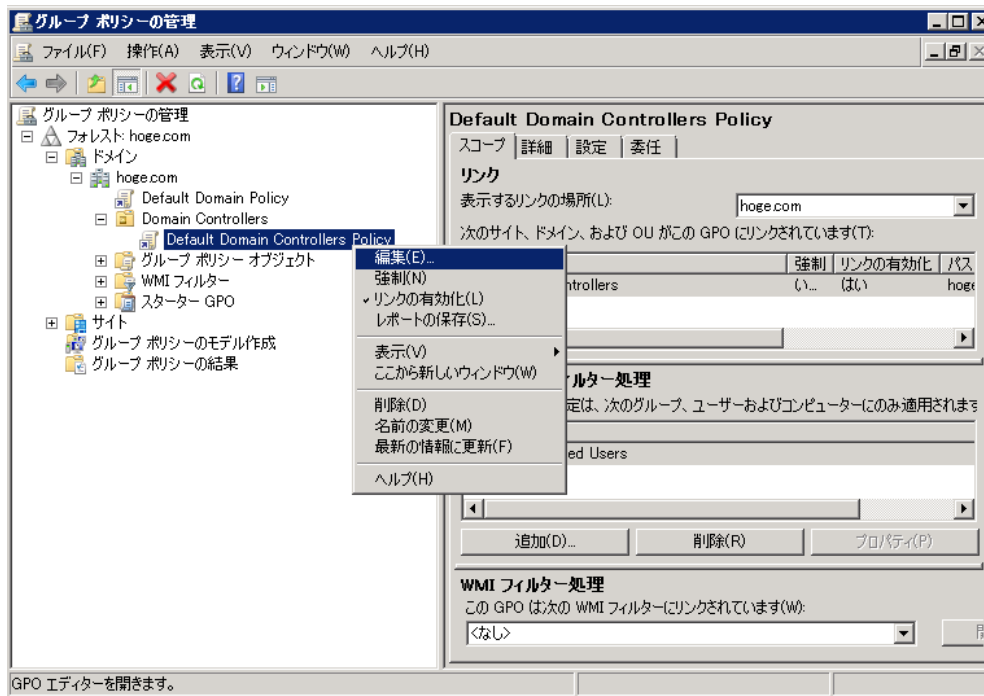 グループ ポリシーの管理
ファイル(F) 操作(A) 表示(V) ウィンドウ(W) ヘルプ(H)
グループ ポリシーの管理
フォレスト: hoge.com
ドメイン
hoge.com
Default Domain Policy
Domain Controllers
Default Domain Controllers Policy
グループ ポリシー オブジェクト
WMI フィルター
スターター GPO
サイト
グループ ポリシーのモデル作成
グループ ポリシーの結果
編集(E)...
強制(N)
リンクの有効化(L)
レポートの保存(S)...
表示(V)
ここから新しいウィンドウ(W)
削除(D)
名前の変更(M)
最新の情報に更新(F)
ヘルプ(H)
Default Domain Controllers Policy
スコープ 詳細 設定 委任
リンク
表示するリンクの場所(L): hoge.com
次のサイト、ドメイン、および OU がこの GPO にリンクされています(T):
強制 リンクの有効化 パス
ntrollers い... はい hoge
ィルター処理
定は、次のグループ、ユーザーおよびコンピューターにのみ適用されます
ed Users
追加(D)... 削除(R) プロパティ(P)
WMI フィルター処理
この GPO は次の WMI フィルターにリンクされています(W):
<なし>
GPO エディターを開きます。